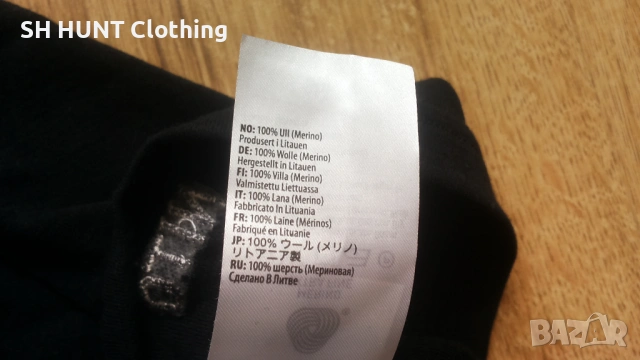 SH HUNT Clothing
NO: 100% Ull (Merino)
Produsert i Litauen
DE: 100% Wolle (Merino)
Hergestellt in Litauen
FI: 100% Villa (Merino)
Valmistettu Liettuassa
IT: 100% Lana (Merino)
Fabbricato In Lituania
FR: 100% Laine (Mérinos)
Fabriqué en Lituanie
JP: 100% ウール (メリノ)
リトアニア製
RU: 100% шерсть (Мериновая)
Сделано В Литве
BAZAR
bg